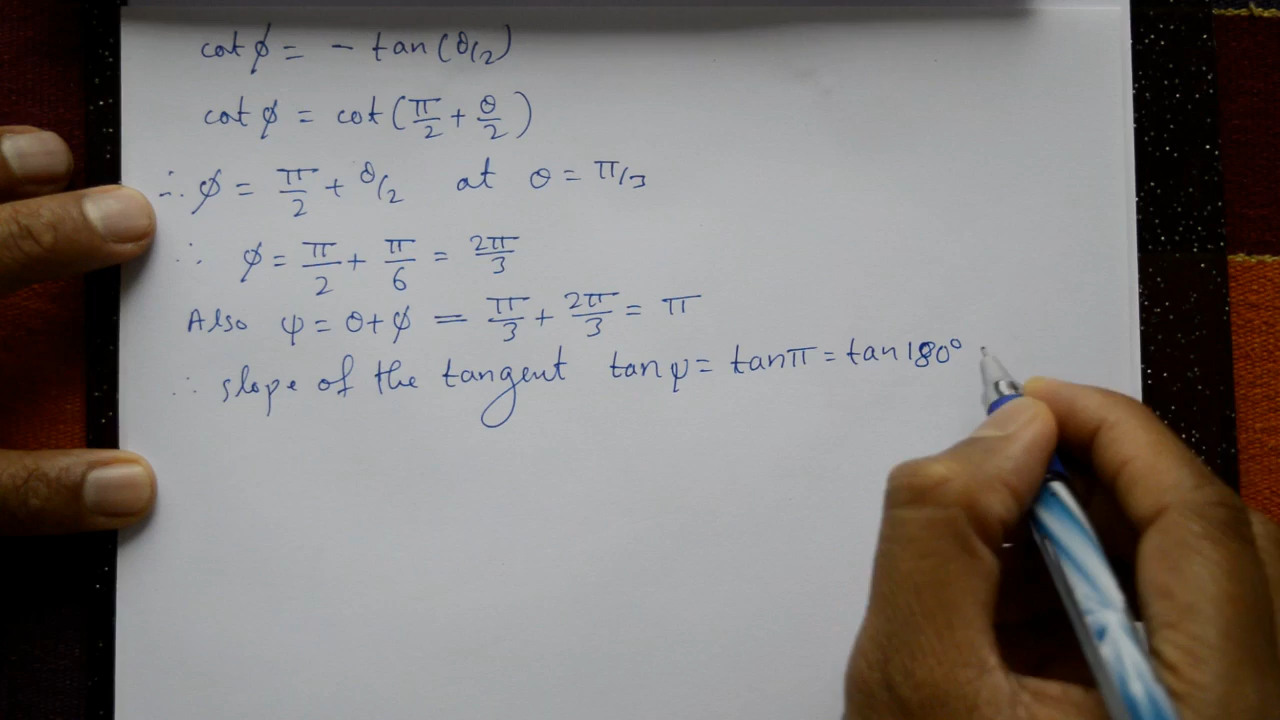 cot φ = - tan (θ/2)
cot φ = cot (π/2 + θ/2)
∴ φ = π/2 + θ/2 at θ = π/3
∴ φ = π/2 + π/6 = 2π/3
Also ψ = θ + φ = π/3 + 2π/3 = π
∴ slope of the tangent tan ψ = tan π = tan 180°